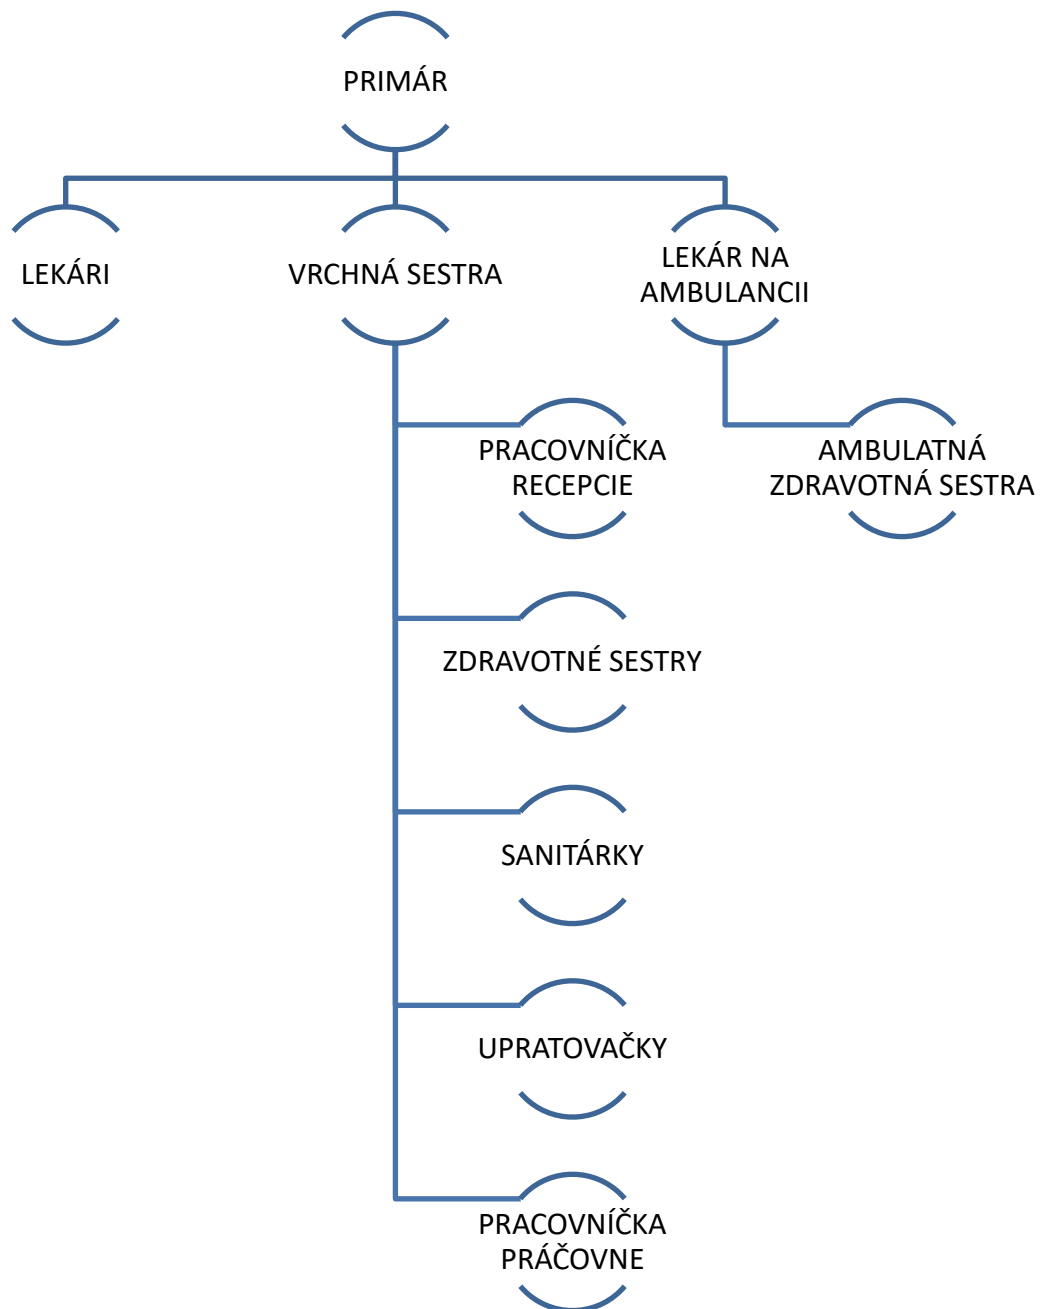 PRIMÁR
LEKÁRI
VRCHNÁ SESTRA
LEKÁR NA
AMBULANCII
PRACOVNÍČKA
RECEPCIE
AMBULATNÁ
ZDRAVOTNÁ SESTRA
ZDRAVOTNÉ SESTRY
SANITÁRKY
UPRATOVAČKY
PRACOVNÍČKA
PRÁČOVNE